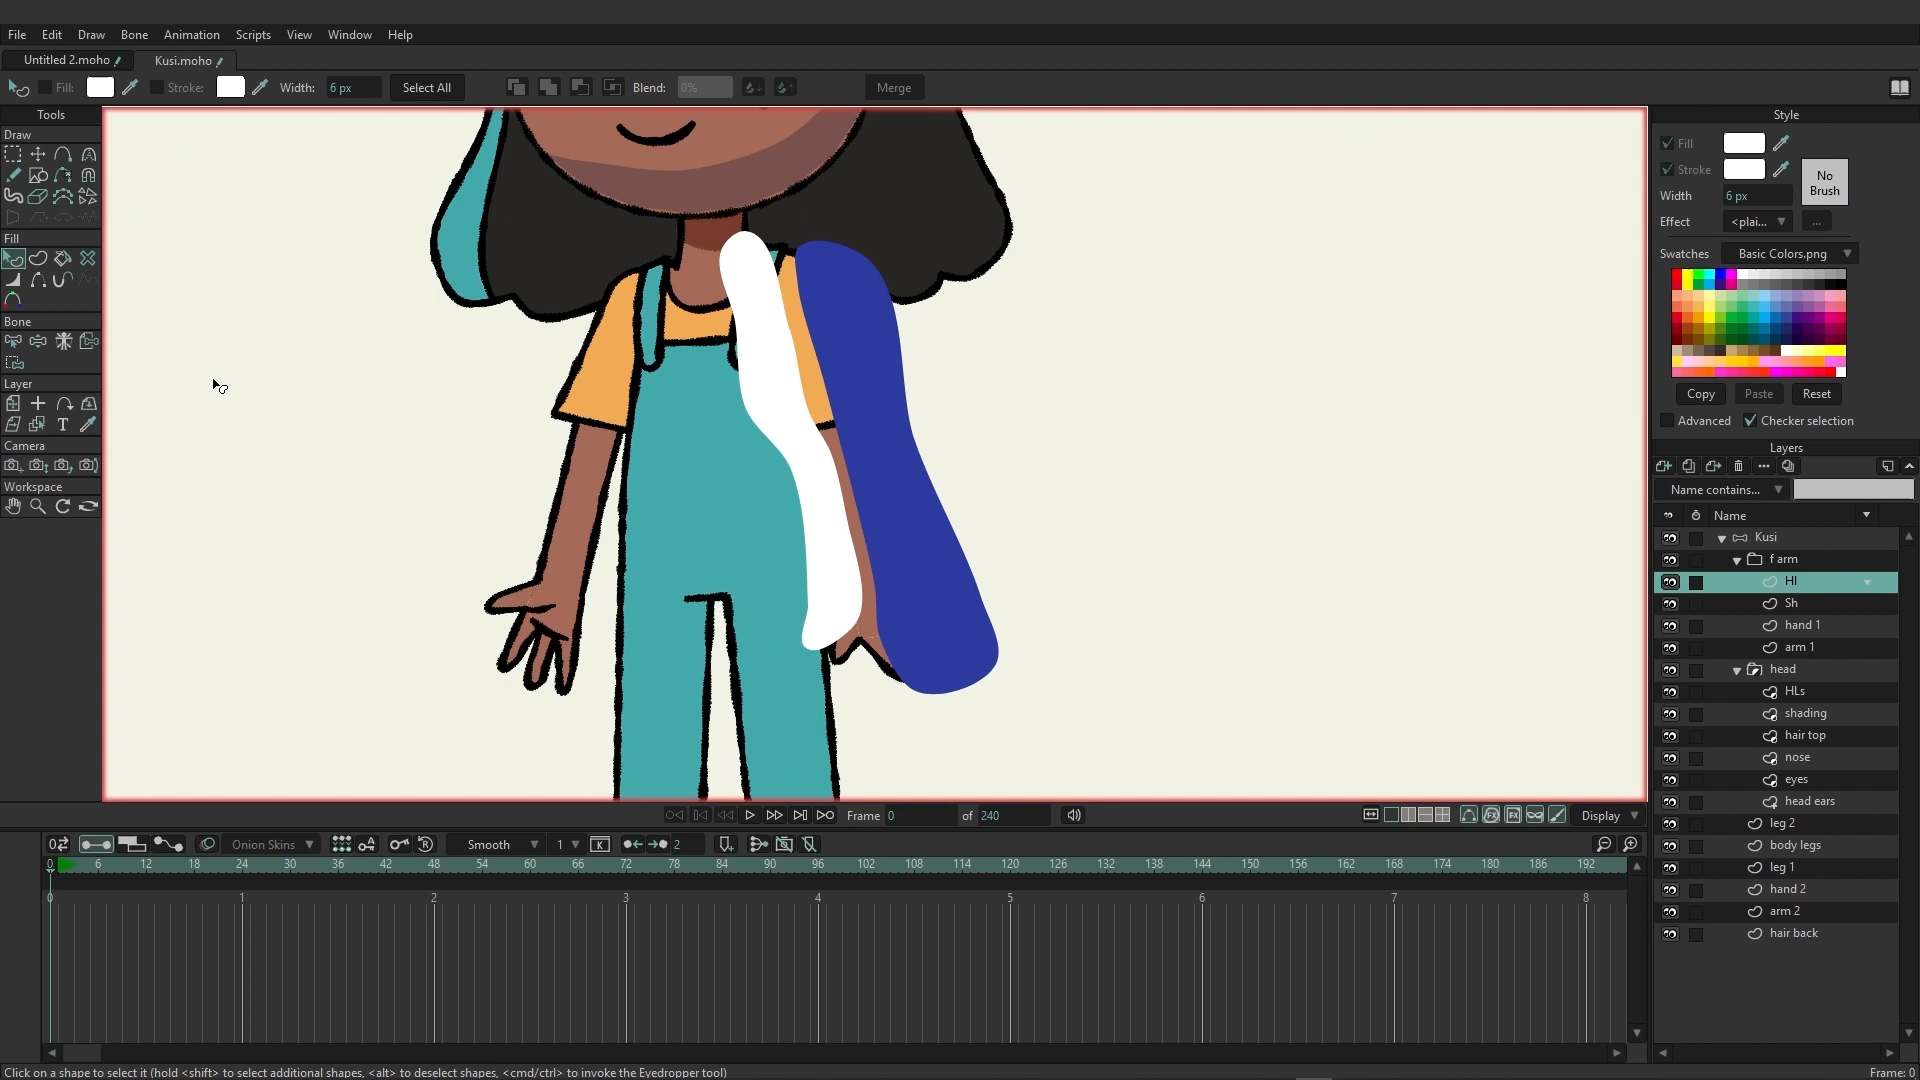 File Edit Draw Bone Animation Scripts View Window Help
Untitled 2.moho Kusi.moho
Fill: Stroke: Width: 6 px Select All Blend: 0% Merge
Tools
Draw
Fill
Bone
Layer
T
Camera
Workspace
Style
Fill
Stroke
No Brush
Width 6 px
Effect <plai... ...
Swatches Basic Colors.png
Copy Paste Reset
Advanced Checker selection
Layers
Name contains...
Name
Kusi
f arm
Hl
Sh
hand 1
arm 1
head
HLs
shading
hair top
nose
eyes
head ears
leg 2
body legs
leg 1
hand 2
arm 2
hair back
Frame 0 of 240 Display
Onion Skins Smooth 1 K 2
0 6 12 18 24 30 36 42 48 54 60 66 72 78 84 90 96 102 108 114 120 126 132 138 144 150 156 162 168 174 180 186 192
0 1 2 3 4 5 6 7 8
Click on a shape to select it (hold <shift> to select additional shapes, <alt> to deselect shapes, <cmd/ctrl> to invoke the Eyedropper tool) Frame: 0